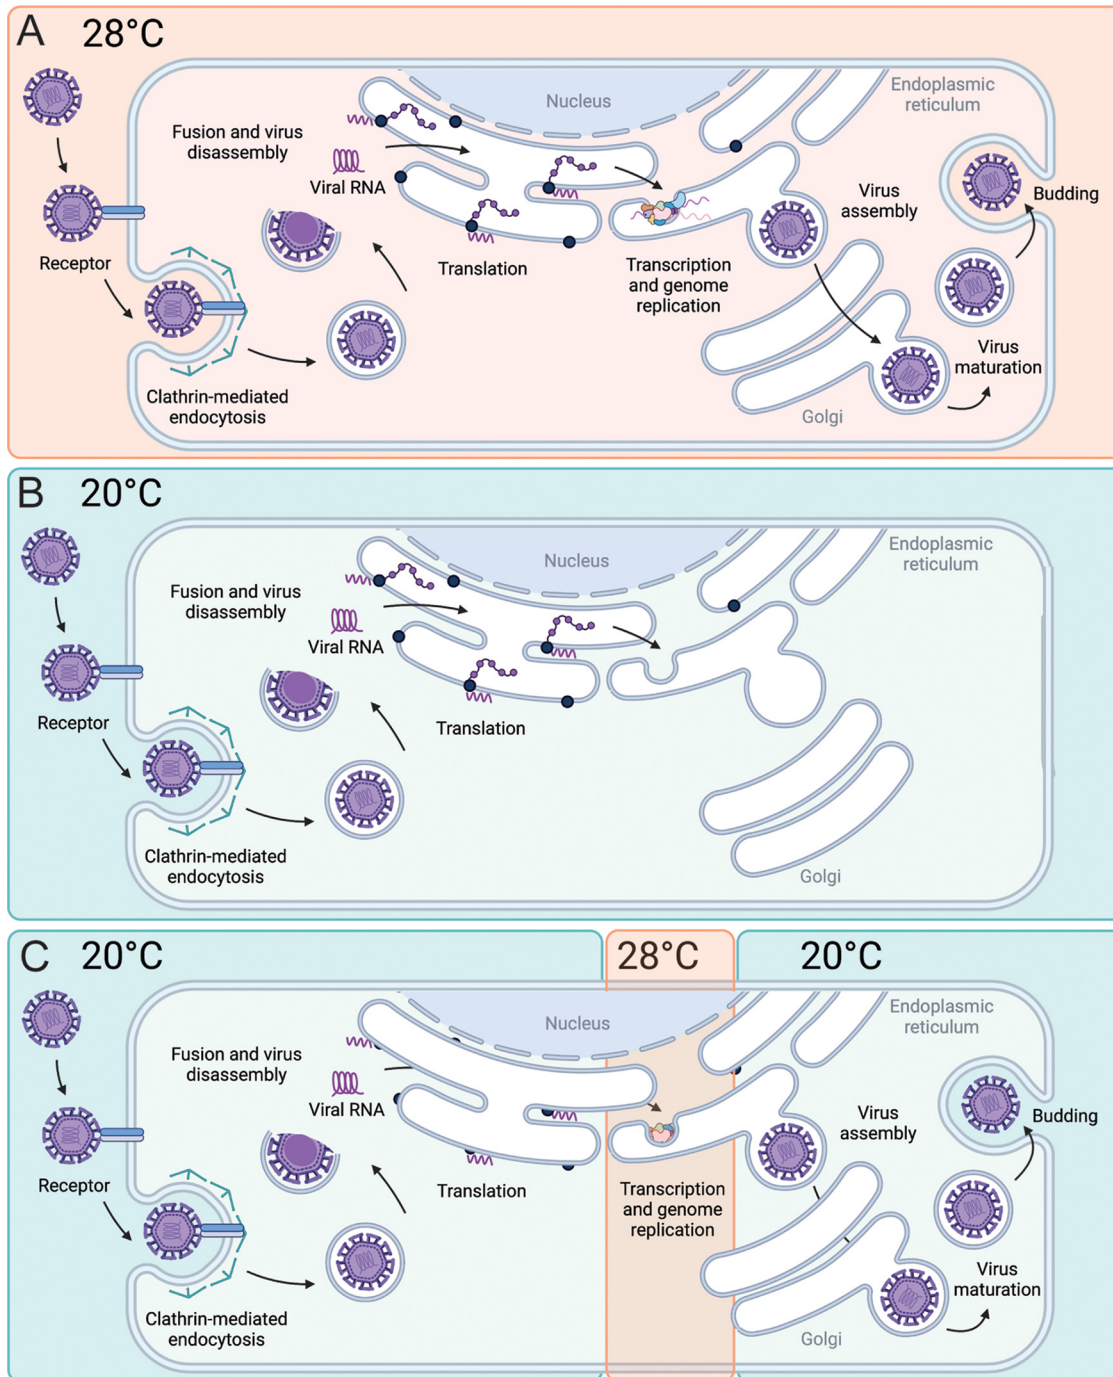 A 28°C
Nucleus
Endoplasmic
reticulum
Fusion and virus
disassembly
Viral RNA
Receptor
Clathrin-mediated
endocytosis
Translation
Transcription
and genome
replication
Virus
assembly
Budding
Virus
maturation
Golgi
B 20°C
Nucleus
Endoplasmic
reticulum
Fusion and virus
disassembly
Viral RNA
Receptor
Clathrin-mediated
endocytosis
Translation
Golgi
C 20°C 28°C 20°C
Nucleus
Endoplasmic
reticulum
Fusion and virus
disassembly
Viral RNA
Receptor
Clathrin-mediated
endocytosis
Translation
Transcription
and genome
replication
Virus
assembly
Budding
Virus
maturation
Golgi